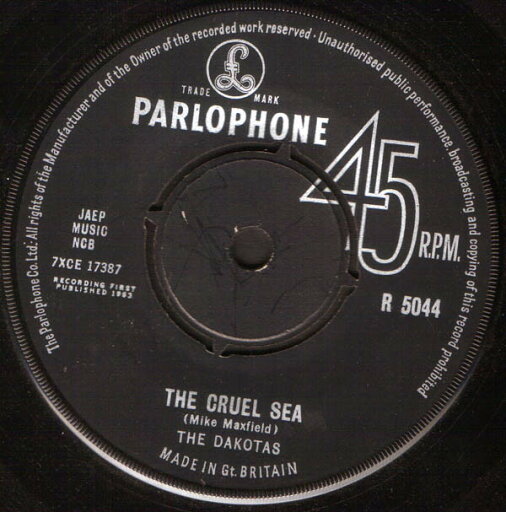 The Parlophone Co. Ltd: All rights of the Manufacturer and of the Owner of the recorded work reserved · Unauthorised public performance, broadcasting and copying of this record prohibited
£
TRADE MARK
PARLOPHONE
45
R.P.M.
JAEP
MUSIC
NCB
7XCE 17387
RECORDING FIRST
PUBLISHED 1963
R 5044
THE CRUEL SEA
(Mike Maxfield)
THE DAKOTAS
MADE IN Gt. BRITAIN